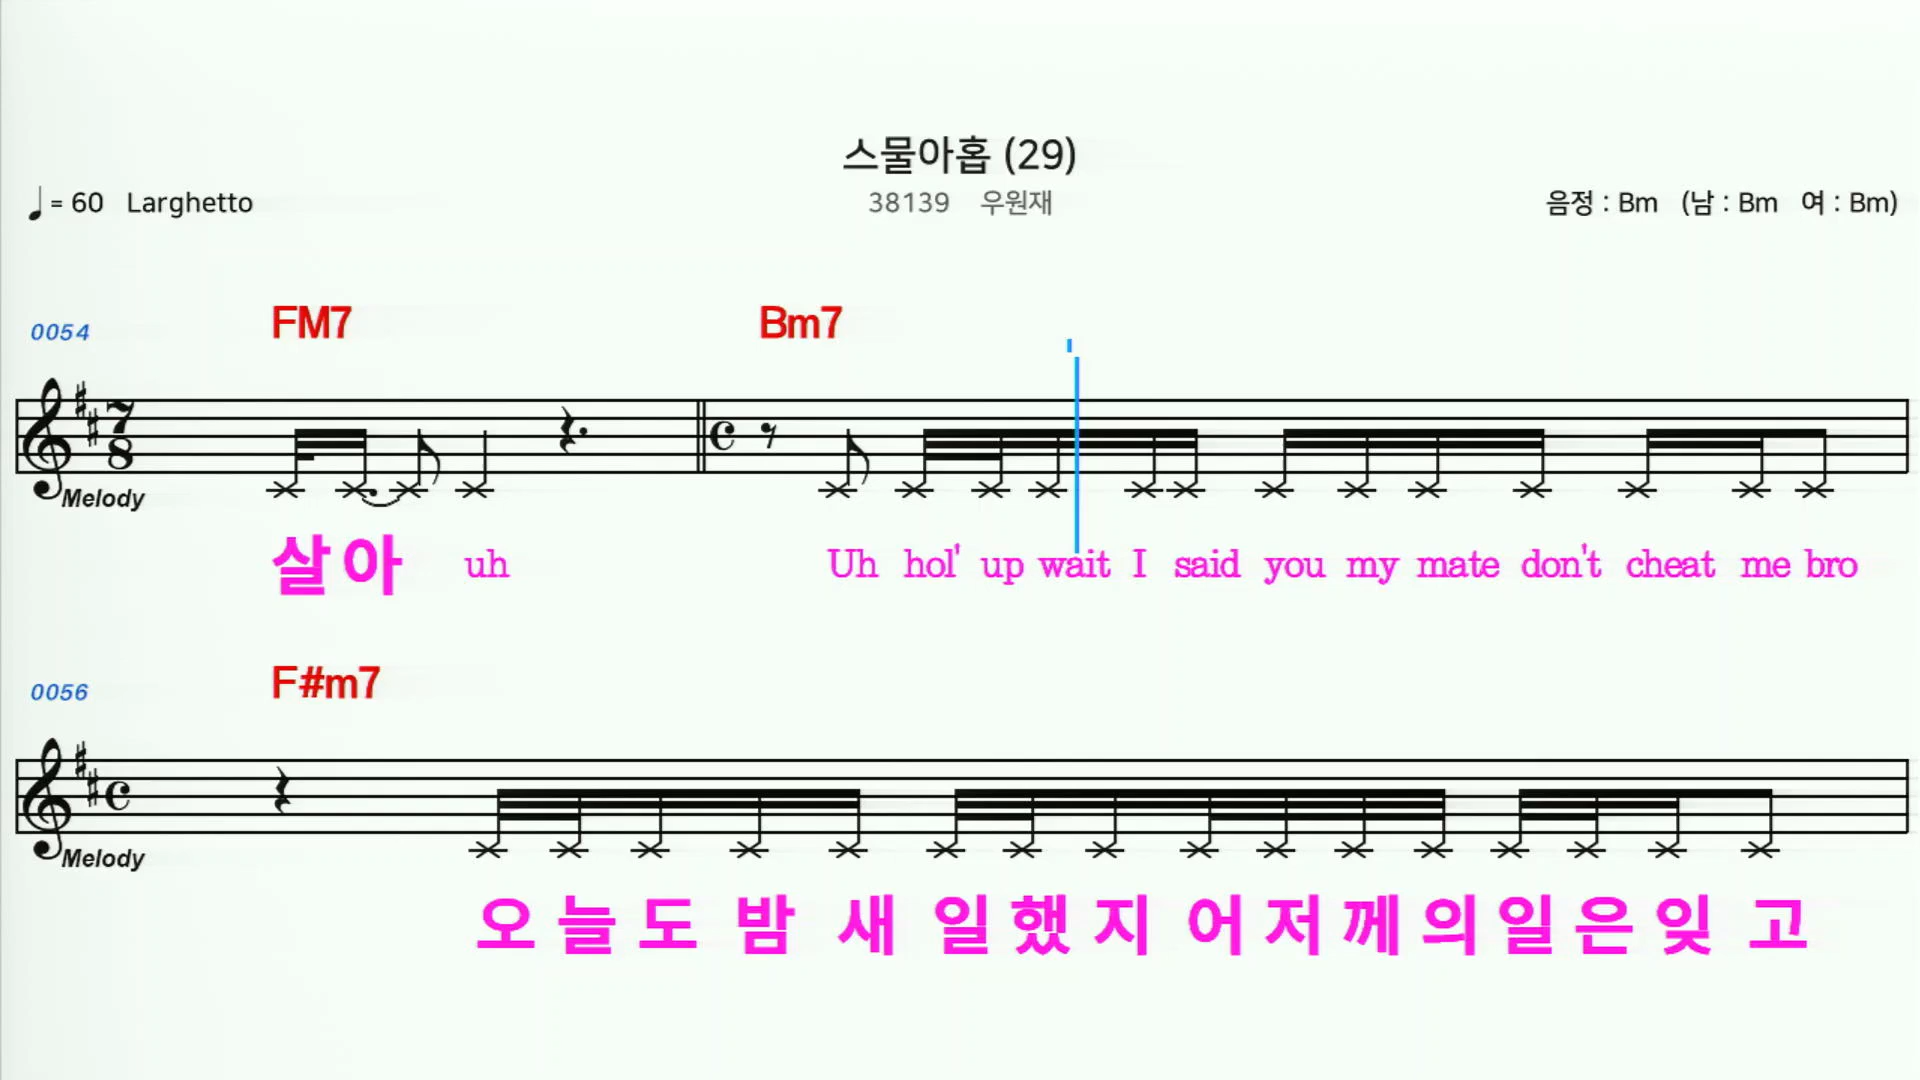 스물아홉 (29)
♩ = 60 Larghetto 38139 우원재 음정 : Bm (남 : Bm 여 : Bm)
0054 FM7 Bm7
7
8
Melody
살 아 uh Uh hol' up wait I said you my mate don't cheat me bro
0056 F#m7
Melody
오 늘 도 밤 새 일 했 지 어 저 께 의 일 은 잊 고